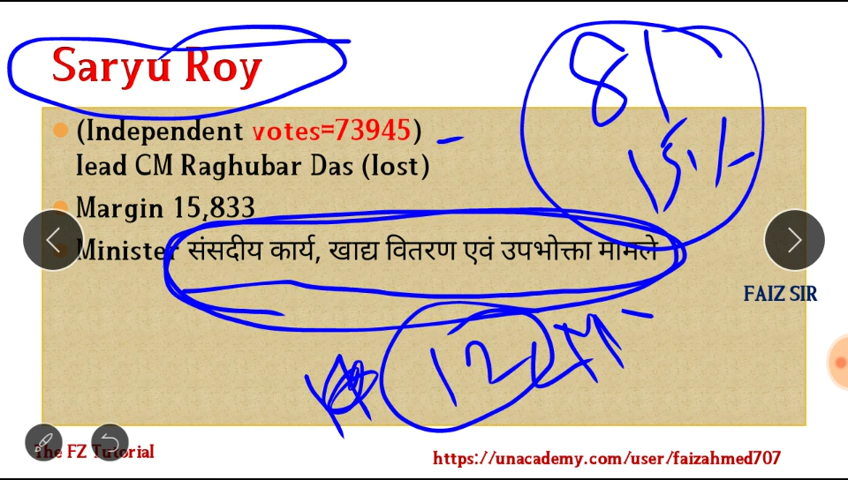 Saryu Roy
81
15%
(Independent votes=73945)
lead CM Raghubar Das (lost)
Margin 15,833
Minister संसदीय कार्य, खाद्य वितरण एवं उपभोक्ता मामले
FAIZ SIR
12
The FZ Tutorial
https://unacademy.com/user/faizahmed707